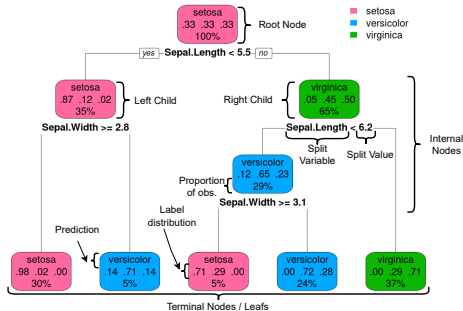 setosa
.33 .33 .33
100%
Root Node
setosa
versicolor
virginica
yes
Sepal.Length < 5.5
no
setosa
.87 .12 .02
35%
Left Child
Right Child
virginica
.05 .45 .50
65%
Sepal.Width >= 2.8
Sepal.Length < 6.2
Internal
Nodes
Split
Variable
Split Value
versicolor
.12 .65 .23
29%
Proportion
of obs.
Sepal.Width >= 3.1
Label
distribution
Prediction
setosa
.98 .02 .00
30%
versicolor
.14 .71 .14
5%
setosa
.71 .29 .00
5%
versicolor
.00 .72 .28
24%
virginica
.00 .29 .71
37%
Terminal Nodes / Leafs